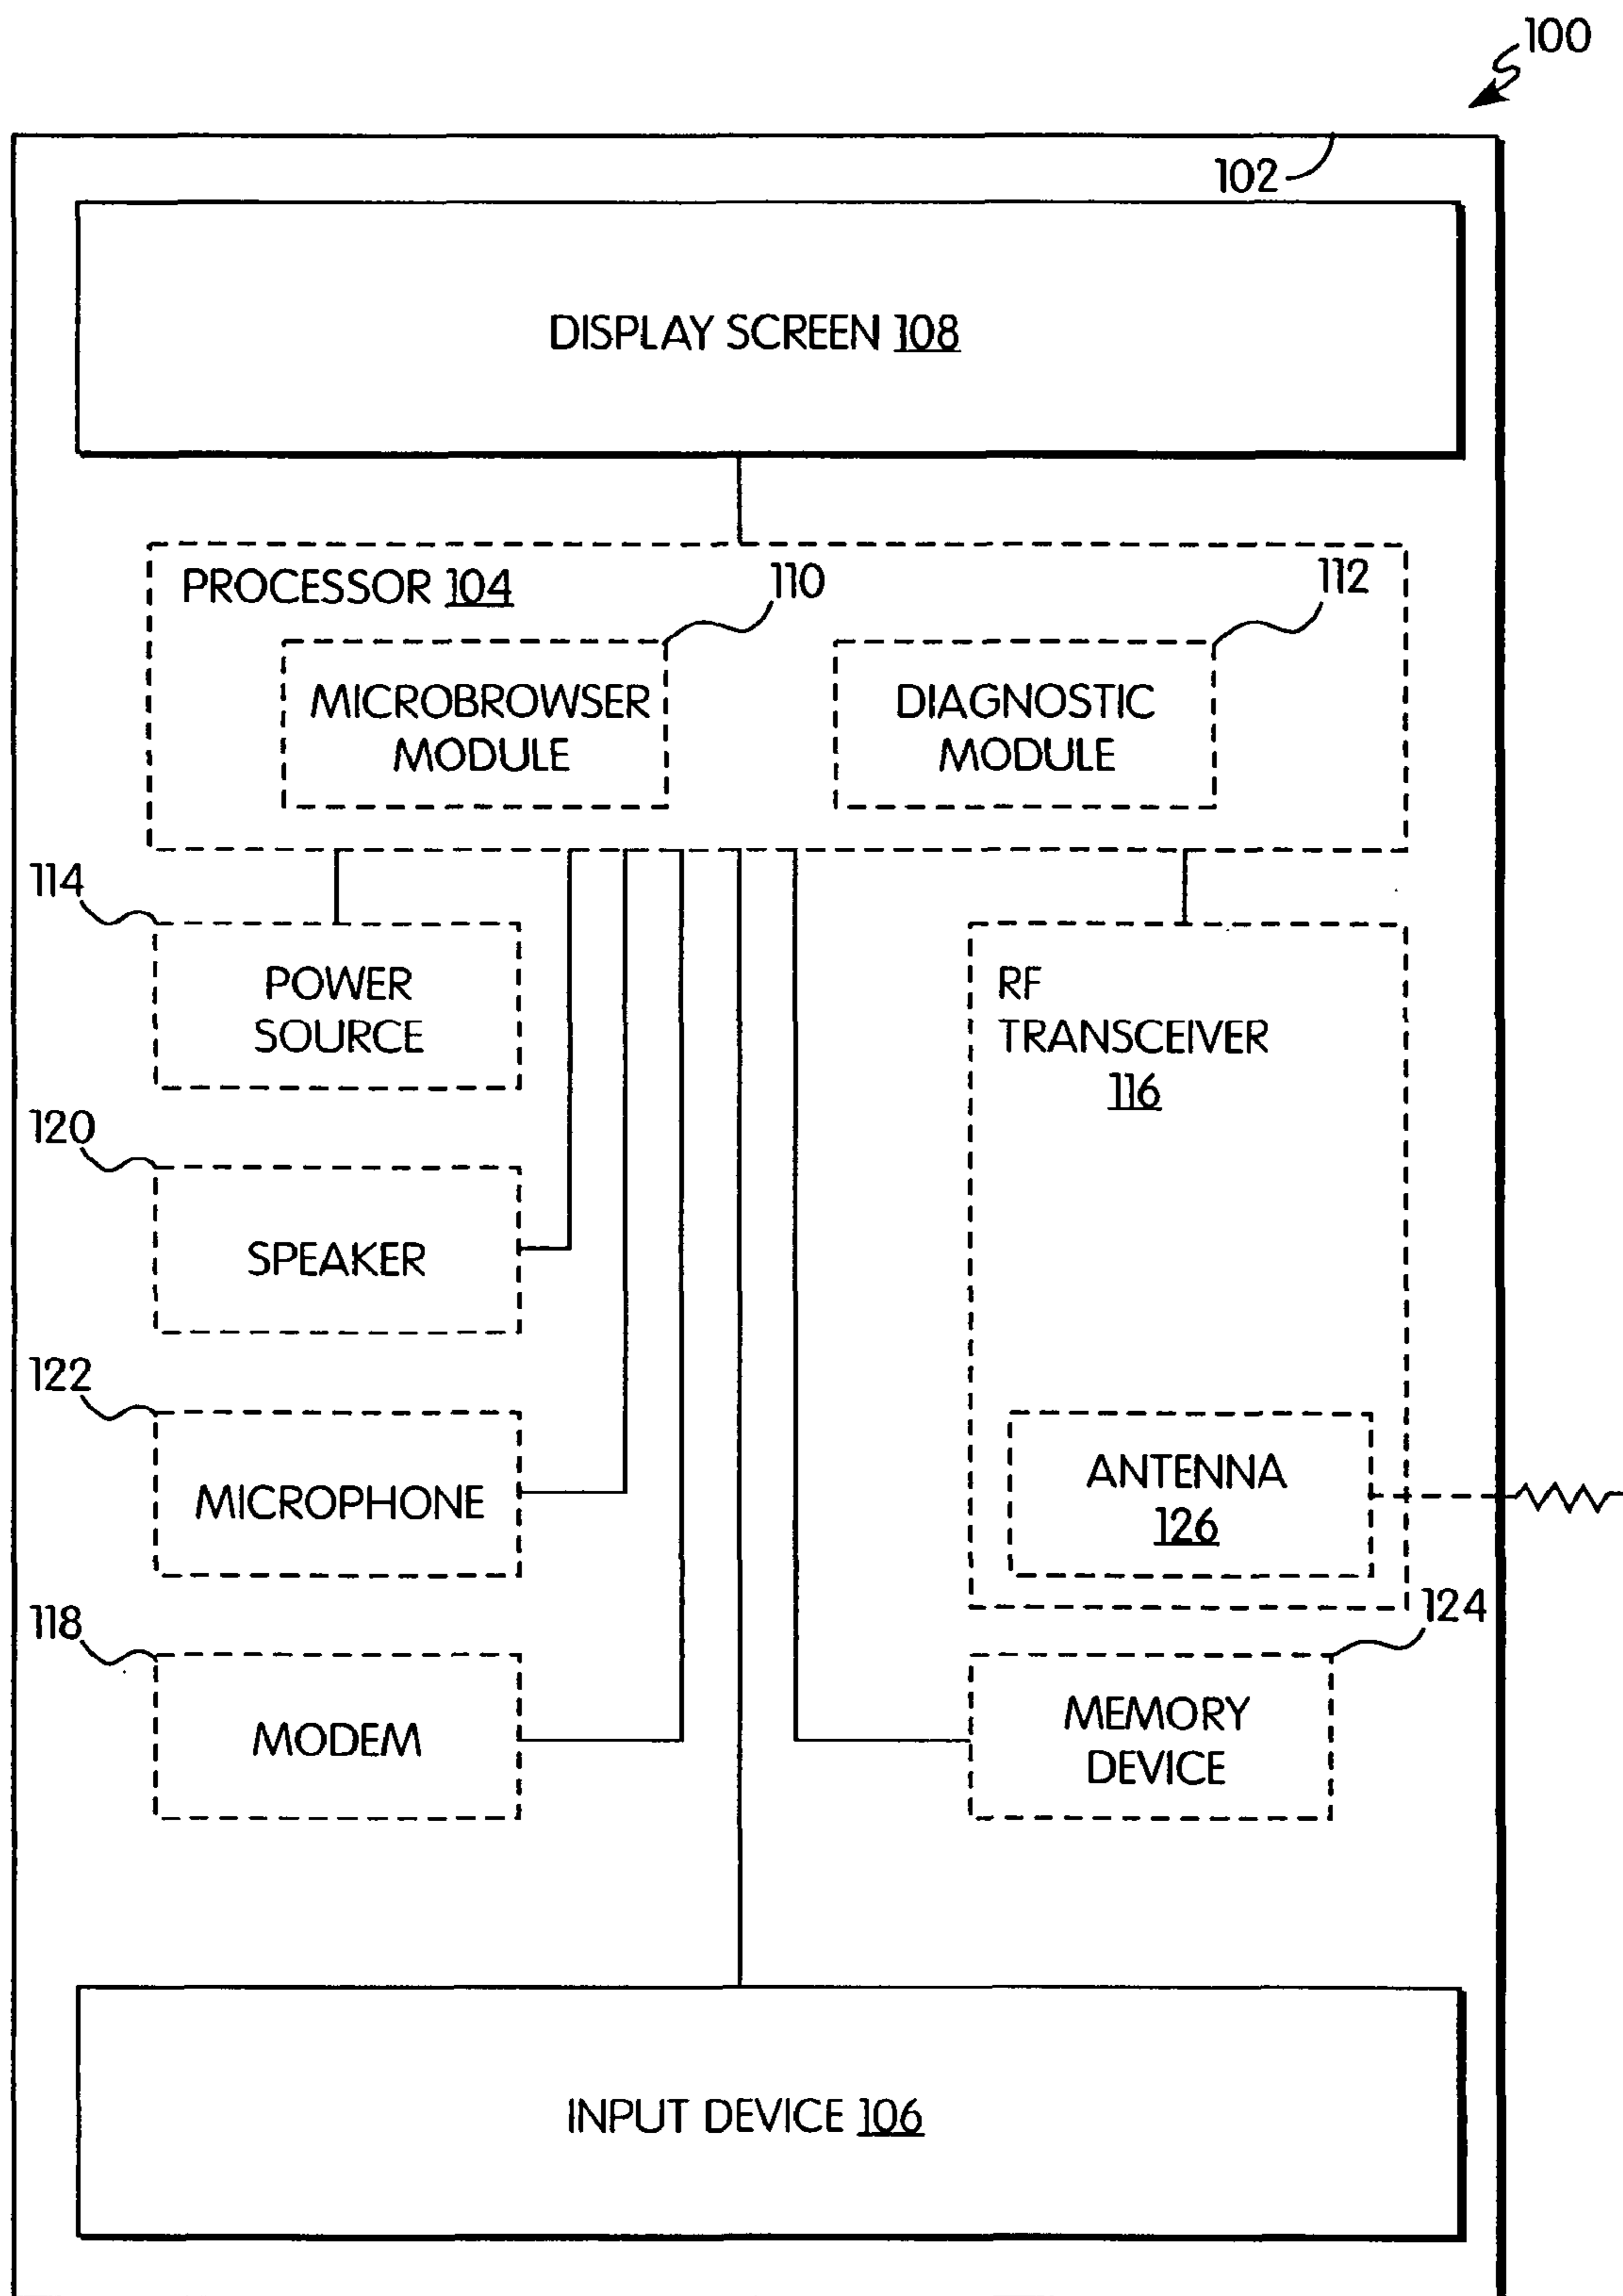 100
102
DISPLAY SCREEN 108
PROCESSOR 104
110
112
MICROBROWSER
MODULE
DIAGNOSTIC
MODULE
114
POWER
SOURCE
RF
TRANSCEIVER
116
120
SPEAKER
122
MICROPHONE
ANTENNA
126
118
MODEM
124
MEMORY
DEVICE
INPUT DEVICE 106